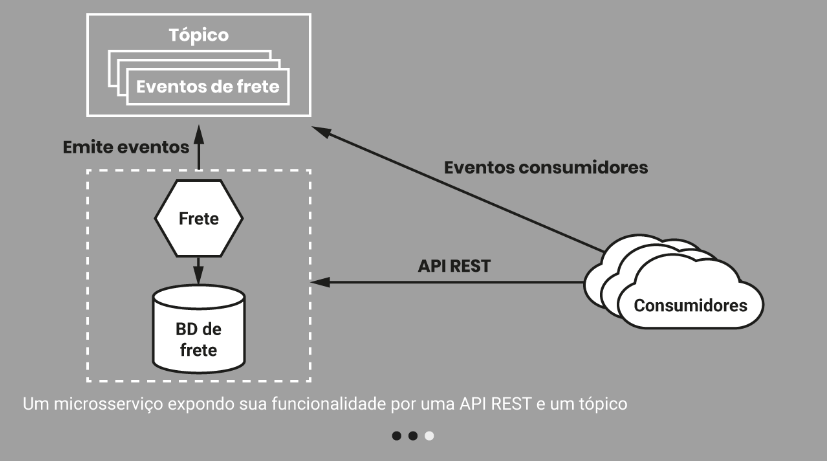 Tópico
Eventos de frete
Emite eventos
Eventos consumidores
Frete
API REST
Consumidores
BD de
frete
Um microsserviço expondo sua funcionalidade por uma API REST e um tópico